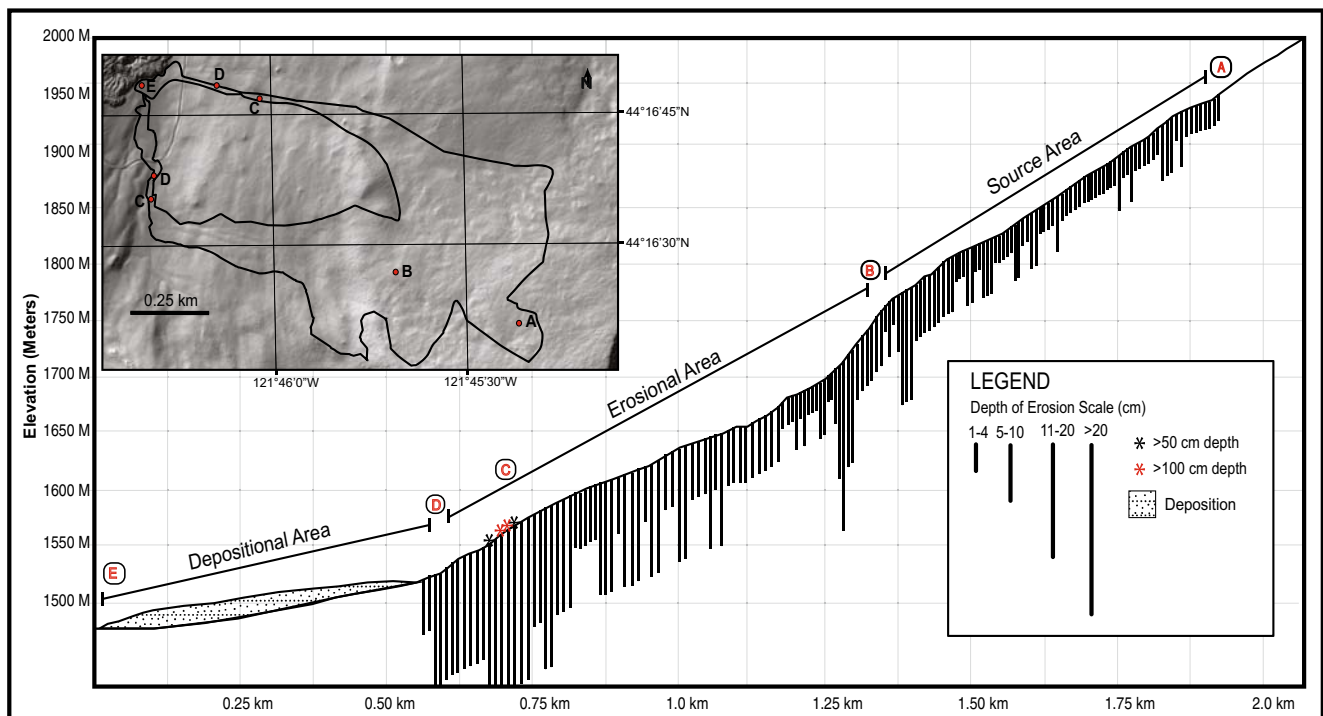 2000 M
1950 M
1900 M
1850 M
1800 M
1750 M
1700 M
1650 M
1600 M
1550 M
1500 M
Elevation (Meters)
E
D
C
D
C
B
A
N
44°16'45"N
44°16'30"N
0.25 km
121°46'0"W
121°45'30"W
A
Source Area
B
Erosional Area
C
D
Depositional Area
E
LEGEND
Depth of Erosion Scale (cm)
1-4 5-10 11-20 >20
>50 cm depth
>100 cm depth
Deposition
0.25 km 0.50 km 0.75 km 1.0 km 1.25 km 1.50 km 1.75 km 2.0 km